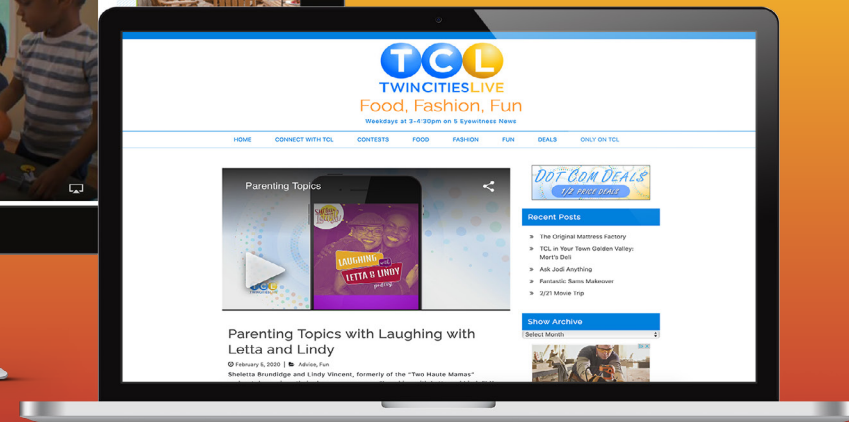 TCL
TWINCITIESLIVE
Food, Fashion, Fun
Weekdays at 3-4:30pm on 5 Eyewitness News
HOME CONNECT WITH TCL CONTESTS FOOD FASHION FUN DEALS ONLY ON TCL
Parenting Topics
LAUGHING with
LETTA & LINDY
TCL
TWINCITIESLIVE
Parenting Topics with Laughing with
Letta and Lindy
February 5, 2020 | Advice, Fun
Sheletta Brundidge and Lindy Vincent, formerly of the "Two Haute Mamas"
DOT COM DEALS
1/2 PRICE DEALS
Recent Posts
» The Original Mattress Factory
» TCL in Your Town Golden Valley:
Mort's Deli
» Ask Jodi Anything
» Fantastic Sams Makeover
» 2/21 Movie Trip
Show Archive
Select Month